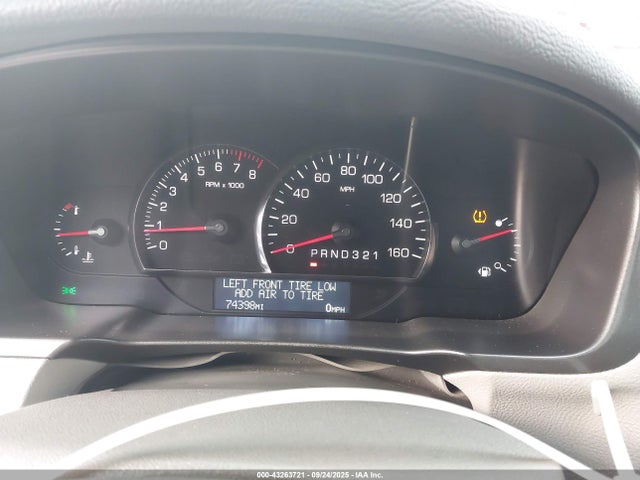 0 1 2 3 4 5 6 7 8
RPM x 1000
0 20 40 60 80 100 120 140 160
MPH
PRND321
LEFT FRONT TIRE LOW
ADD AIR TO TIRE
74398MI 0MPH
000-43263721 - 09/24/2025 - IAA Inc.